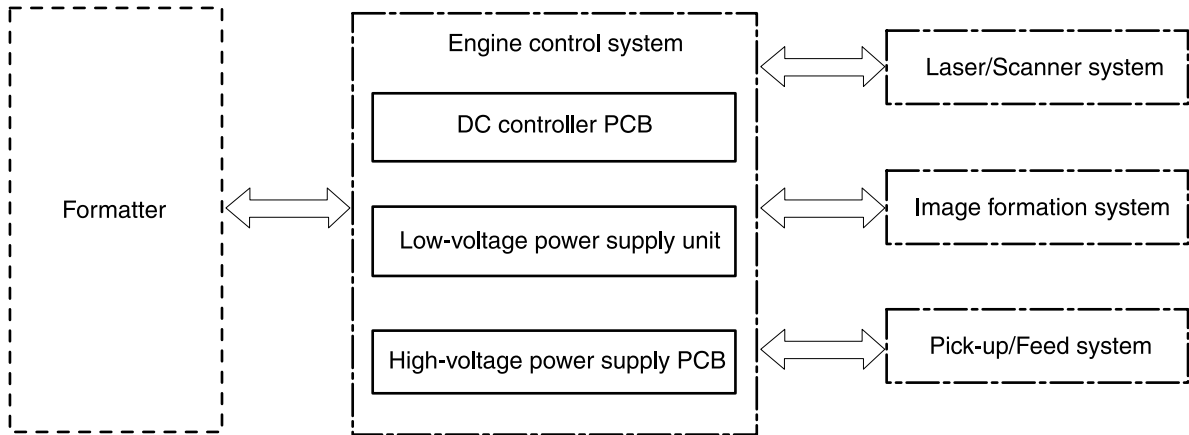 Formatter
Engine control system
DC controller PCB
Low-voltage power supply unit
High-voltage power supply PCB
Laser/Scanner system
Image formation system
Pick-up/Feed system